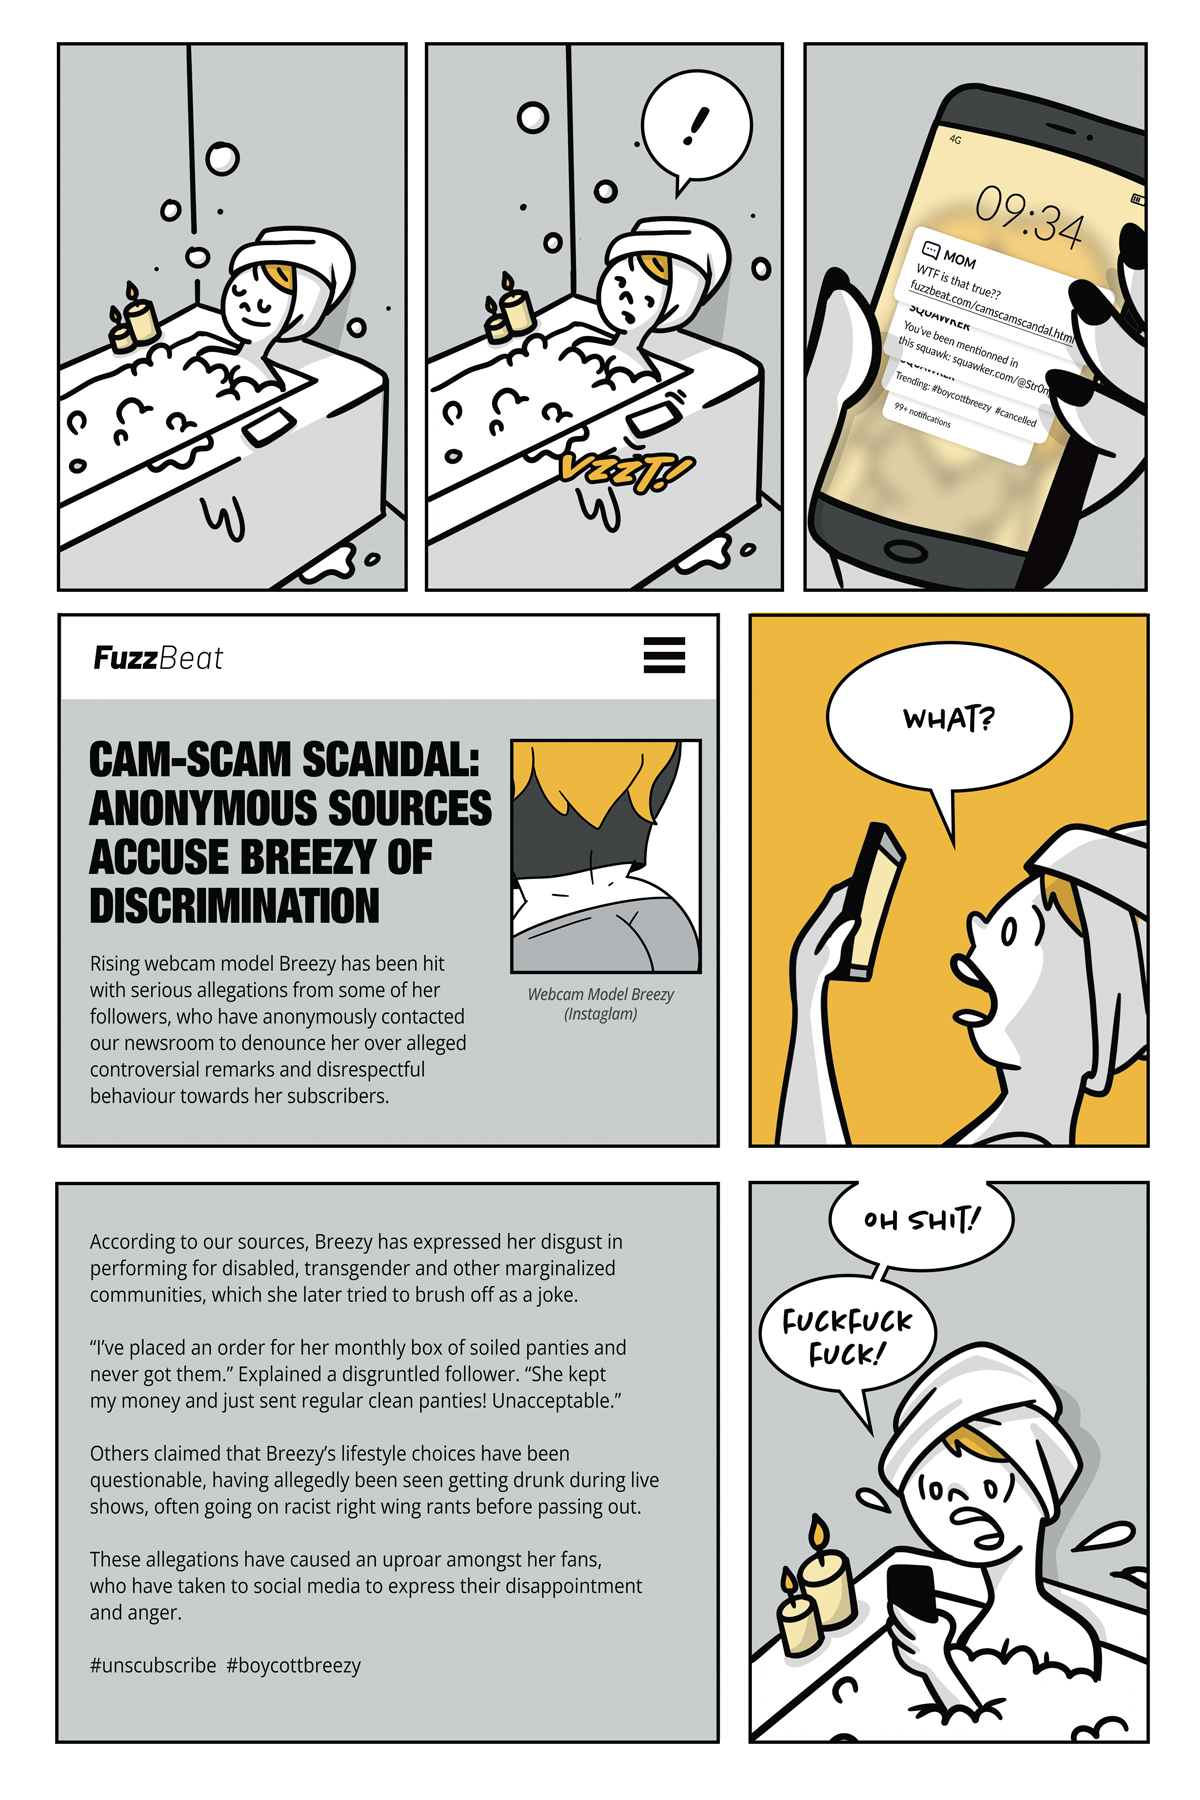 !
VZZT!
4G
09:34
MOM
WTF is that true??
fuzzbeat.com/camscamscandal.html
SQUAWKER
You've been mentionned in
this squawk: squawker.com/@Str0n
SQUAWKER
Trending: #boycottbreezy #cancelled
99+ notifications
FuzzBeat
CAM-SCAM SCANDAL:
ANONYMOUS SOURCES
ACCUSE BREEZY OF
DISCRIMINATION
Rising webcam model Breezy has been hit
with serious allegations from some of her
followers, who have anonymously contacted
our newsroom to denounce her over alleged
controversial remarks and disrespectful
behaviour towards her subscribers.
Webcam Model Breezy
(Instaglam)
WHAT?
According to our sources, Breezy has expressed her disgust in
performing for disabled, transgender and other marginalized
communities, which she later tried to brush off as a joke.
“I’ve placed an order for her monthly box of soiled panties and
never got them.” Explained a disgruntled follower. “She kept
my money and just sent regular clean panties! Unacceptable.”
Others claimed that Breezy’s lifestyle choices have been
questionable, having allegedly been seen getting drunk during live
shows, often going on racist right wing rants before passing out.
These allegations have caused an uproar amongst her fans,
who have taken to social media to express their disappointment
and anger.
#unscubscribe #boycottbreezy
OH SHIT!
FUCKFUCK
FUCK!